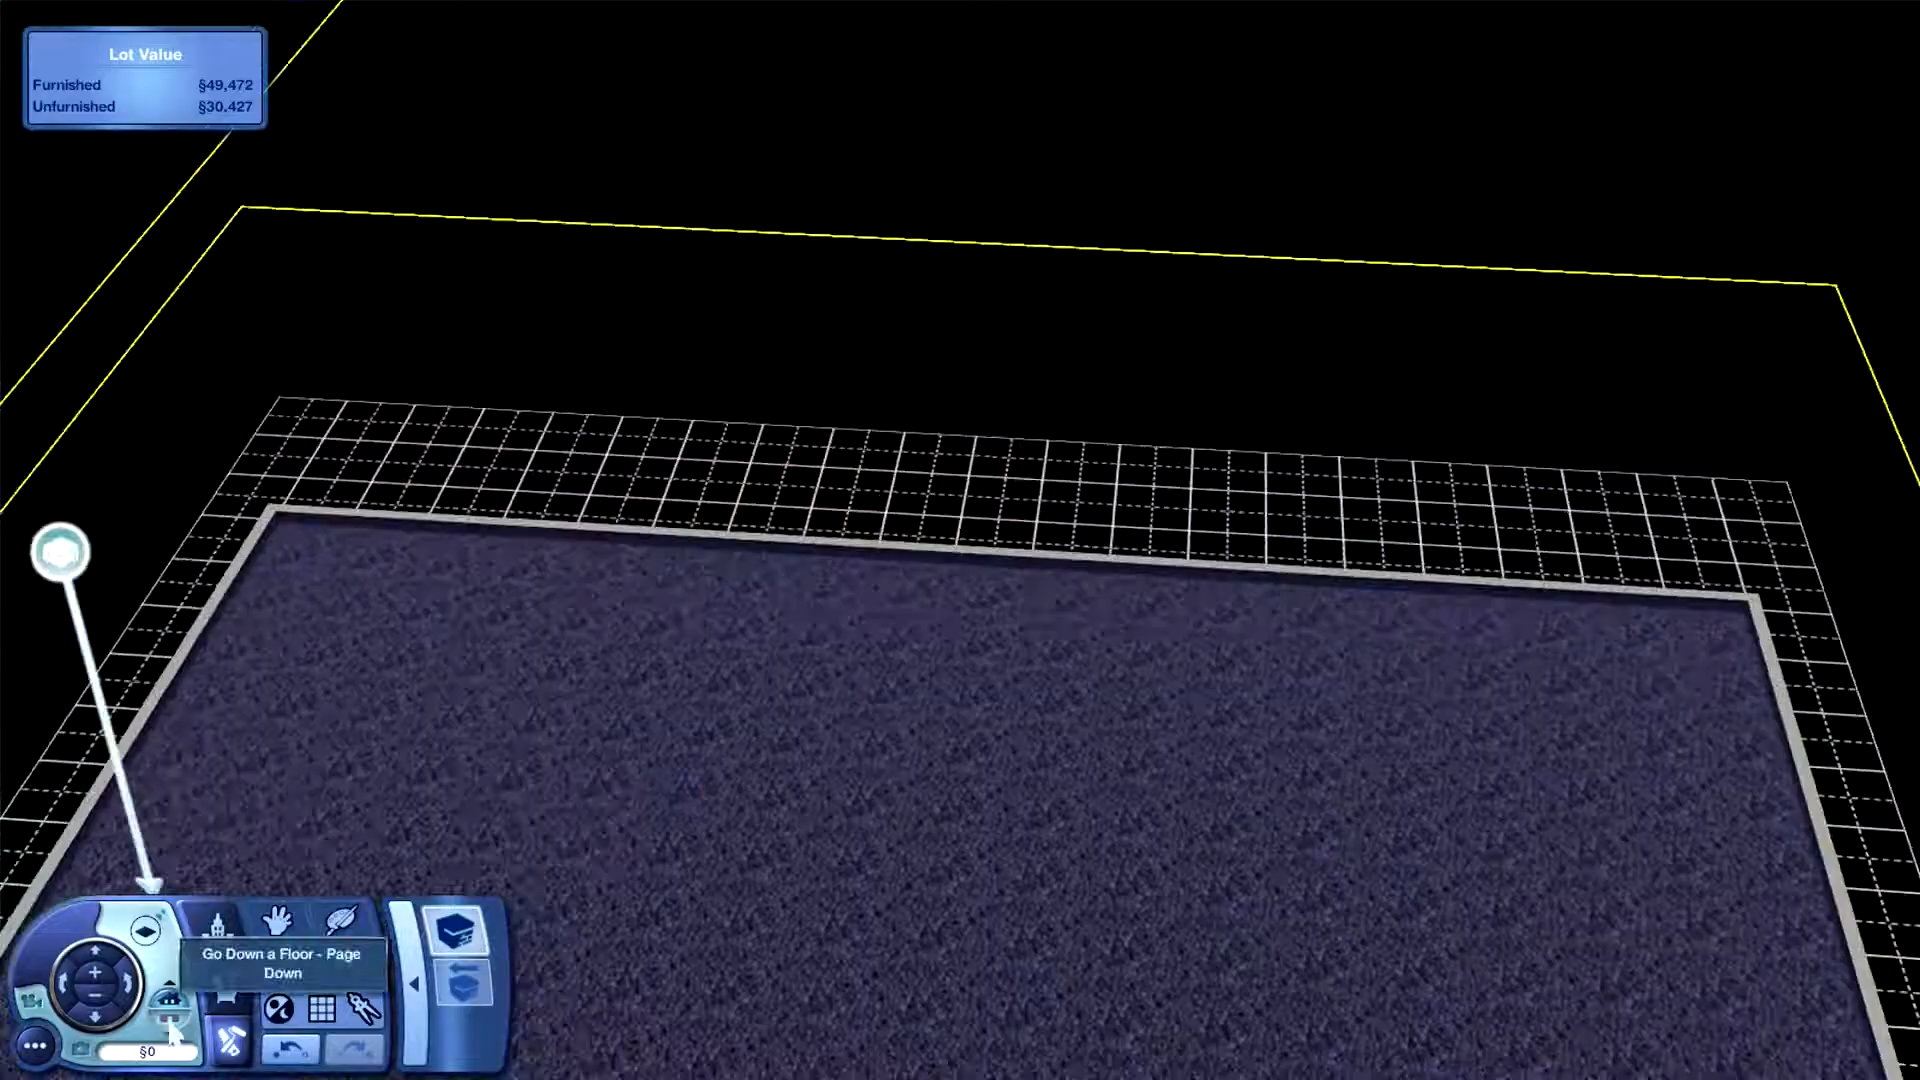 Lot Value
Furnished §49,472
Unfurnished §30,427
Go Down a Floor - Page
Down
§0